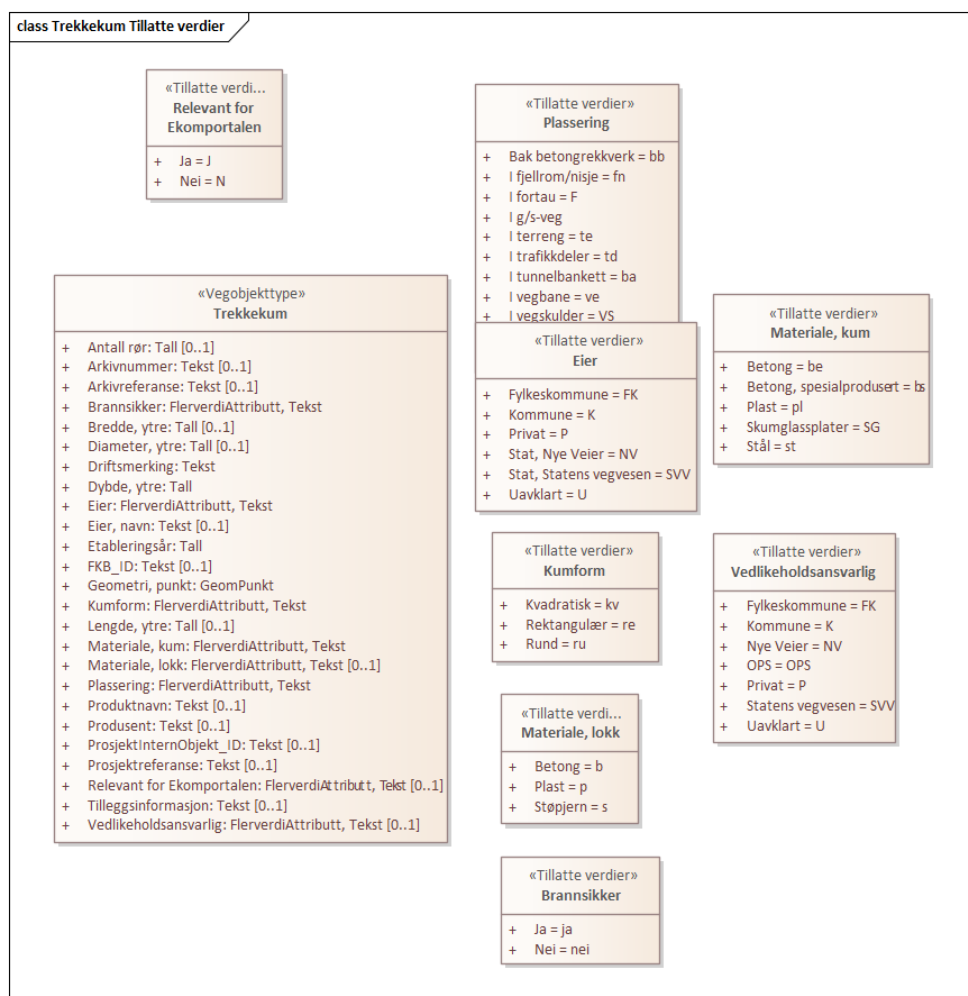 class Trekkekum Tillatte verdier
«Tillatte verdi...
Relevant for
Ekomportalen
+ Ja = J
+ Nei = N
«Tillatte verdier»
Plassering
+ Bak betongrekkverk = bb
+ I fjellrom/nisje = fn
+ I fortau = F
+ I g/s-veg
+ I terreng = te
+ I trafikkdeler = td
+ I tunnelbankett = ba
+ I vegbane = ve
+ I vegskulder = VS
«Vegobjekttype»
Trekkekum
+ Antall rør: Tall [0..1]
+ Arkivnummer: Tekst [0..1]
+ Arkivreferanse: Tekst [0..1]
+ Brannsikker: FlerverdiAttributt, Tekst
+ Bredde, ytre: Tall [0..1]
+ Diameter, ytre: Tall [0..1]
+ Driftsmerking: Tekst
+ Dybde, ytre: Tall
+ Eier: FlerverdiAttributt, Tekst
+ Eier, navn: Tekst [0..1]
+ Etableringsår: Tall
+ FKB_ID: Tekst [0..1]
+ Geometri, punkt: GeomPunkt
+ Kumform: FlerverdiAttributt, Tekst
+ Lengde, ytre: Tall [0..1]
+ Materiale, kum: FlerverdiAttributt, Tekst
+ Materiale, lokk: FlerverdiAttributt, Tekst [0..1]
+ Plassering: FlerverdiAttributt, Tekst
+ Produktnavn: Tekst [0..1]
+ Produsent: Tekst [0..1]
+ ProsjektInternObjekt_ID: Tekst [0..1]
+ Prosjektreferanse: Tekst [0..1]
+ Relevant for Ekomportalen: FlerverdiAttributt, Tekst [0..1]
+ Tilleggsinformasjon: Tekst [0..1]
+ Vedlikeholdsansvarlig: FlerverdiAttributt, Tekst [0..1]
«Tillatte verdier»
Eier
+ Fylkeskommune = FK
+ Kommune = K
+ Privat = P
+ Stat, Nye Veier = NV
+ Stat, Statens vegvesen = SVV
+ Uavklart = U
«Tillatte verdier»
Materiale, kum
+ Betong = be
+ Betong, spesialprodusert = bs
+ Plast = pl
+ Skumglassplater = SG
+ Stål = st
«Tillatte verdier»
Kumform
+ Kvadratisk = kv
+ Rektangulær = re
+ Rund = ru
«Tillatte verdier»
Vedlikeholdsansvarlig
+ Fylkeskommune = FK
+ Kommune = K
+ Nye Veier = NV
+ OPS = OPS
+ Privat = P
+ Statens vegvesen = SVV
+ Uavklart = U
«Tillatte verdi...
Materiale, lokk
+ Betong = b
+ Plast = p
+ Støpjern = s
«Tillatte verdier»
Brannsikker
+ Ja = ja
+ Nei = nei